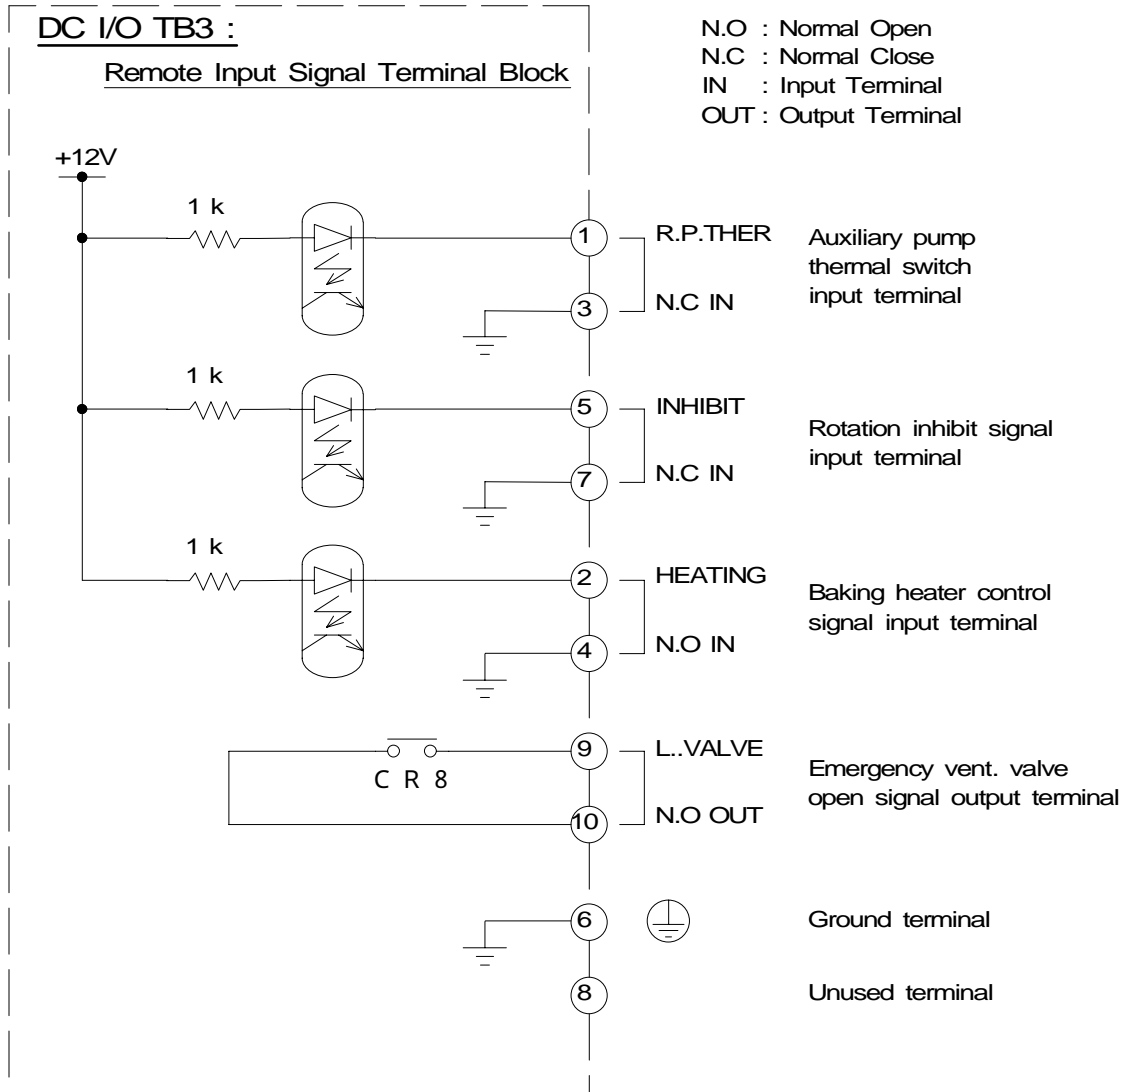 DC I/O TB3 :
Remote Input Signal Terminal Block
N.O : Normal Open
N.C : Normal Close
IN : Input Terminal
OUT : Output Terminal
+12V
1 k
1 R.P.THER
3 N.C IN
Auxiliary pump
thermal switch
input terminal
1 k
5 INHIBIT
7 N.C IN
Rotation inhibit signal
input terminal
1 k
2 HEATING
4 N.O IN
Baking heater control
signal input terminal
C R 8
9 L..VALVE
10 N.O OUT
Emergency vent. valve
open signal output terminal
6 Ground terminal
8 Unused terminal